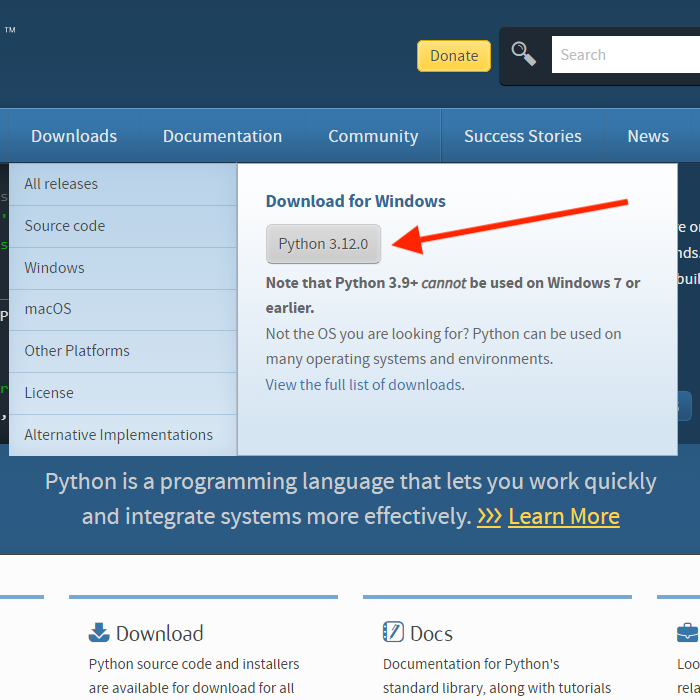 ™
Donate
Search
Downloads
Documentation
Community
Success Stories
News
All releases
Source code
Windows
macOS
Other Platforms
License
Alternative Implementations
Download for Windows
Python 3.12.0
Note that Python 3.9+ cannot be used on Windows 7 or
earlier.
Not the OS you are looking for? Python can be used on
many operating systems and environments.
View the full list of downloads.
Python is a programming language that lets you work quickly
and integrate systems more effectively. >>> Learn More
Download
Python source code and installers
are available for download for all
Docs
Documentation for Python's
standard library, along with tutorials